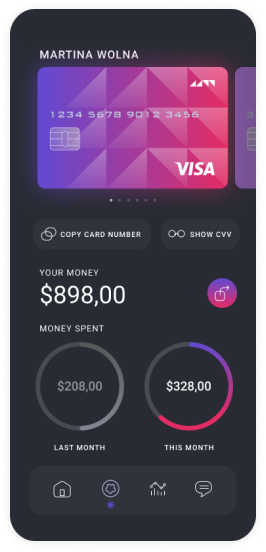 MARTINA WOLNA
1234 5678 9012 3456
VISA
COPY CARD NUMBER
SHOW CVV
YOUR MONEY
$898,00
MONEY SPENT
$208,00
$328,00
LAST MONTH
THIS MONTH